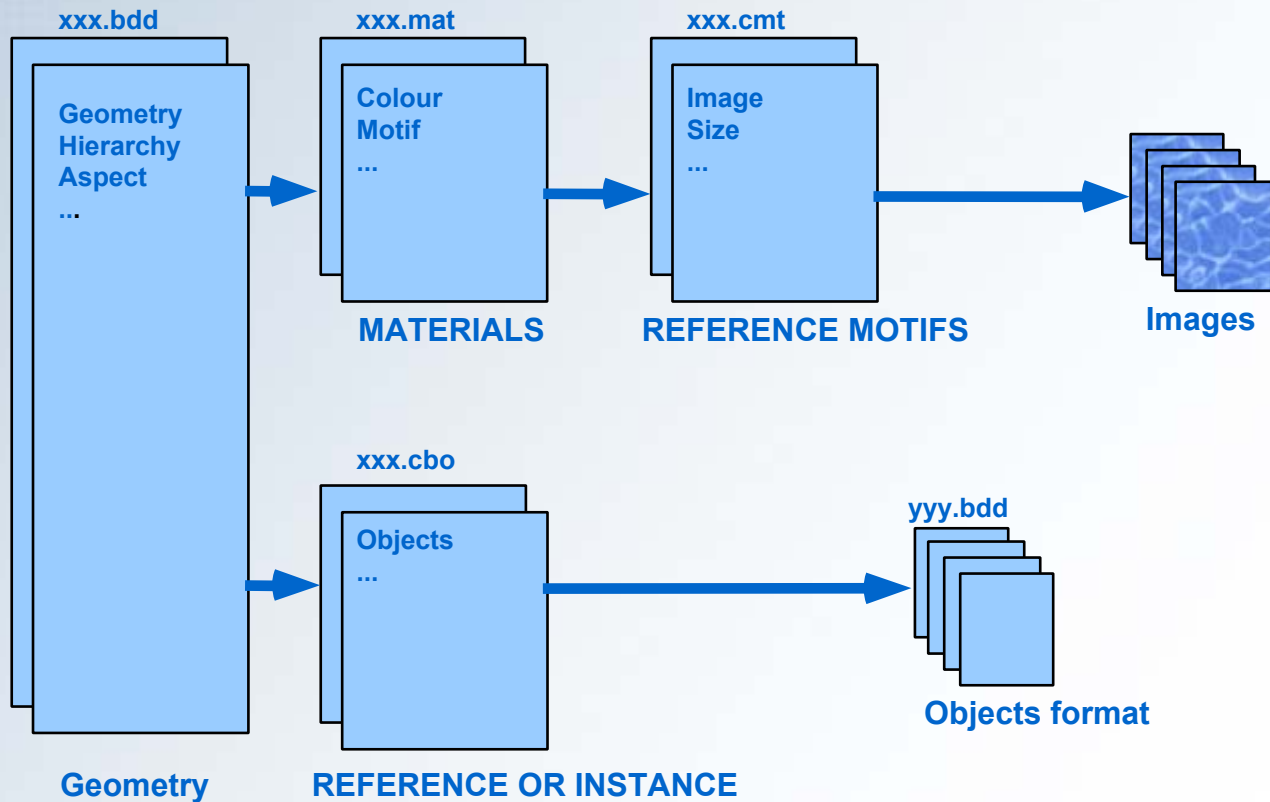 xxx.bdd
Geometry
Hierarchy
Aspect
...
Geometry
xxx.mat
Colour
Motif
...
MATERIALS
xxx.cmt
Image
Size
...
REFERENCE MOTIFS
Images
xxx.cbo
Objects
...
REFERENCE OR INSTANCE
yyy.bdd
Objects format